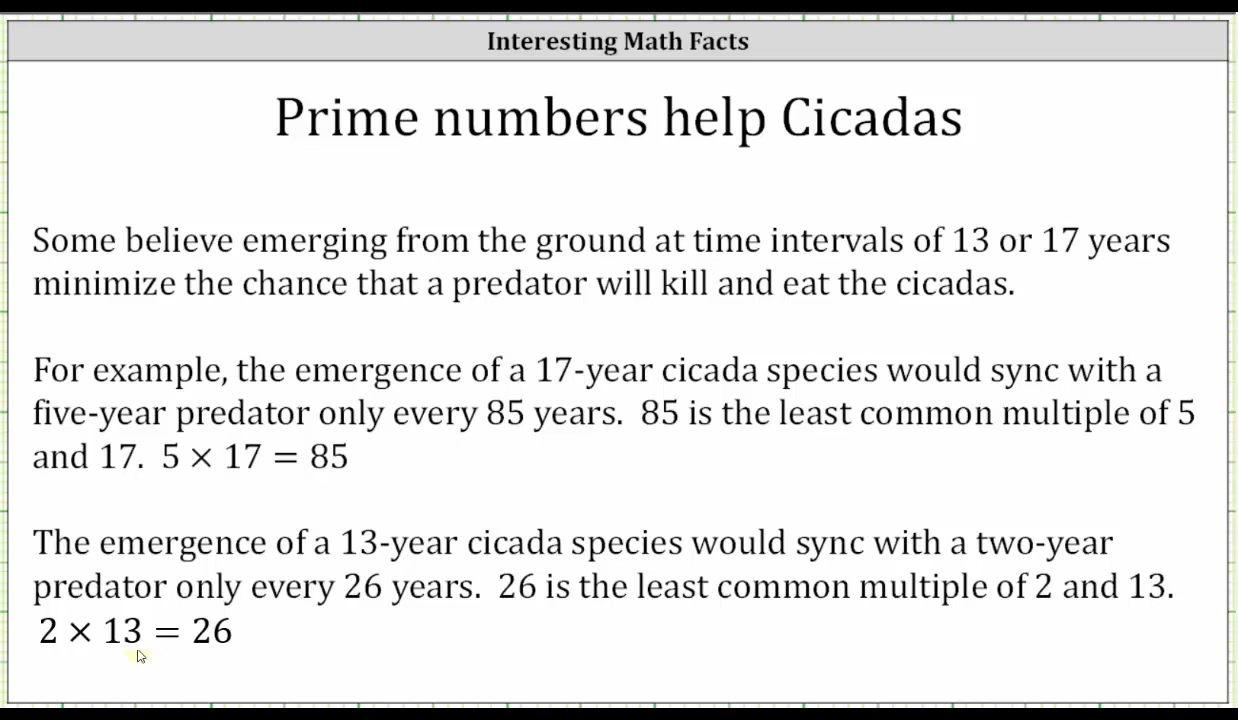 Interesting Math Facts
Prime numbers help Cicadas
Some believe emerging from the ground at time intervals of 13 or 17 years
minimize the chance that a predator will kill and eat the cicadas.
For example, the emergence of a 17-year cicada species would sync with a
five-year predator only every 85 years.  85 is the least common multiple of 5
and 17.  5 × 17 = 85
The emergence of a 13-year cicada species would sync with a two-year
predator only every 26 years.  26 is the least common multiple of 2 and 13.
2 × 13 = 26